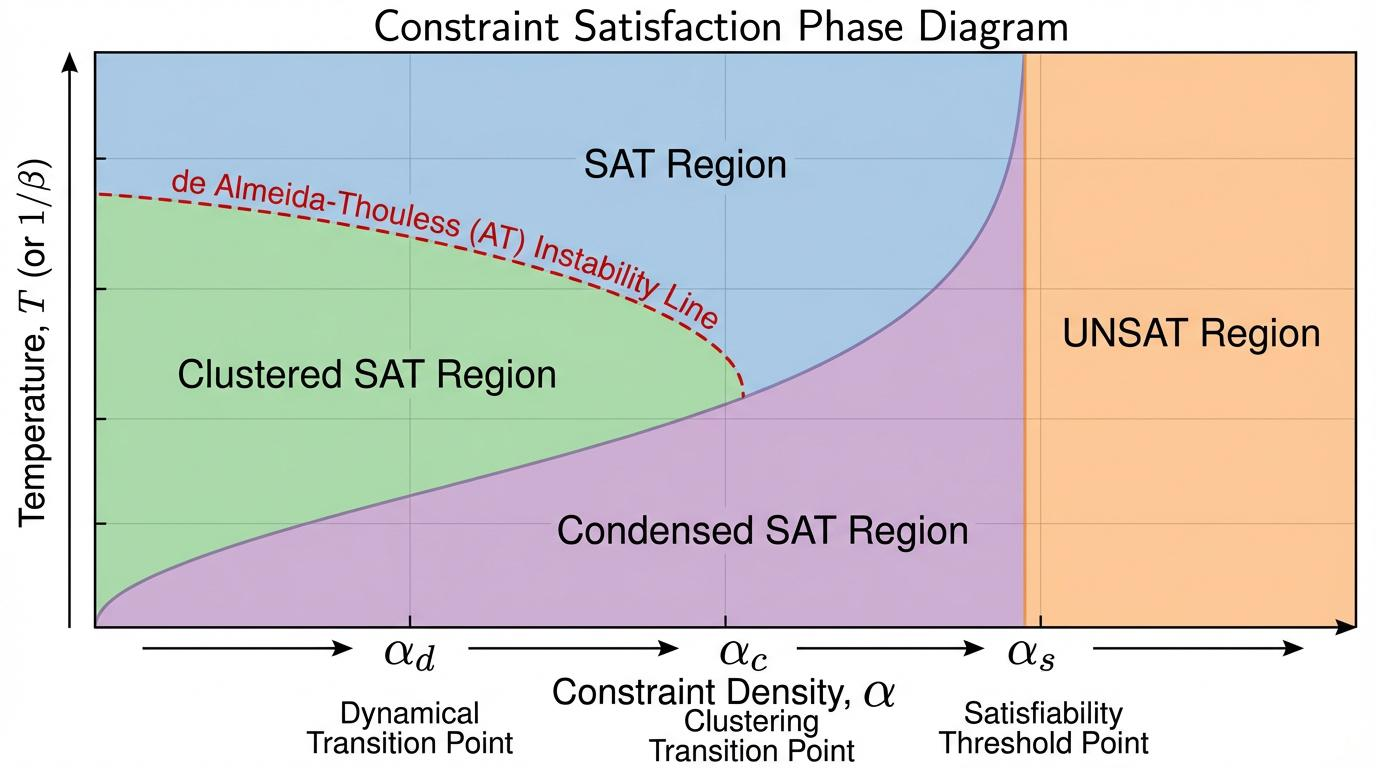 Constraint Satisfaction Phase Diagram
Temperature, T (or 1/β)
SAT Region
de Almeida-Thouless (AT) Instability Line
UNSAT Region
Clustered SAT Region
Condensed SAT Region
α_d
α_c
α_s
Constraint Density, α
Dynamical
Transition Point
Clustering
Transition Point
Satisfiability
Threshold Point